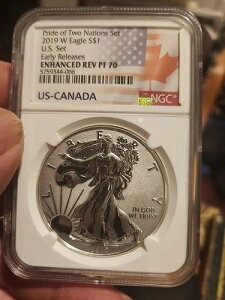 Pride of Two Nations Set
2019 W Eagle S$1
U.S. Set
Early Releases
ENHANCED REV PF 70
5759344-066
US-CANADA
NGC
LIBERTY
IN GOD
WE TRUST